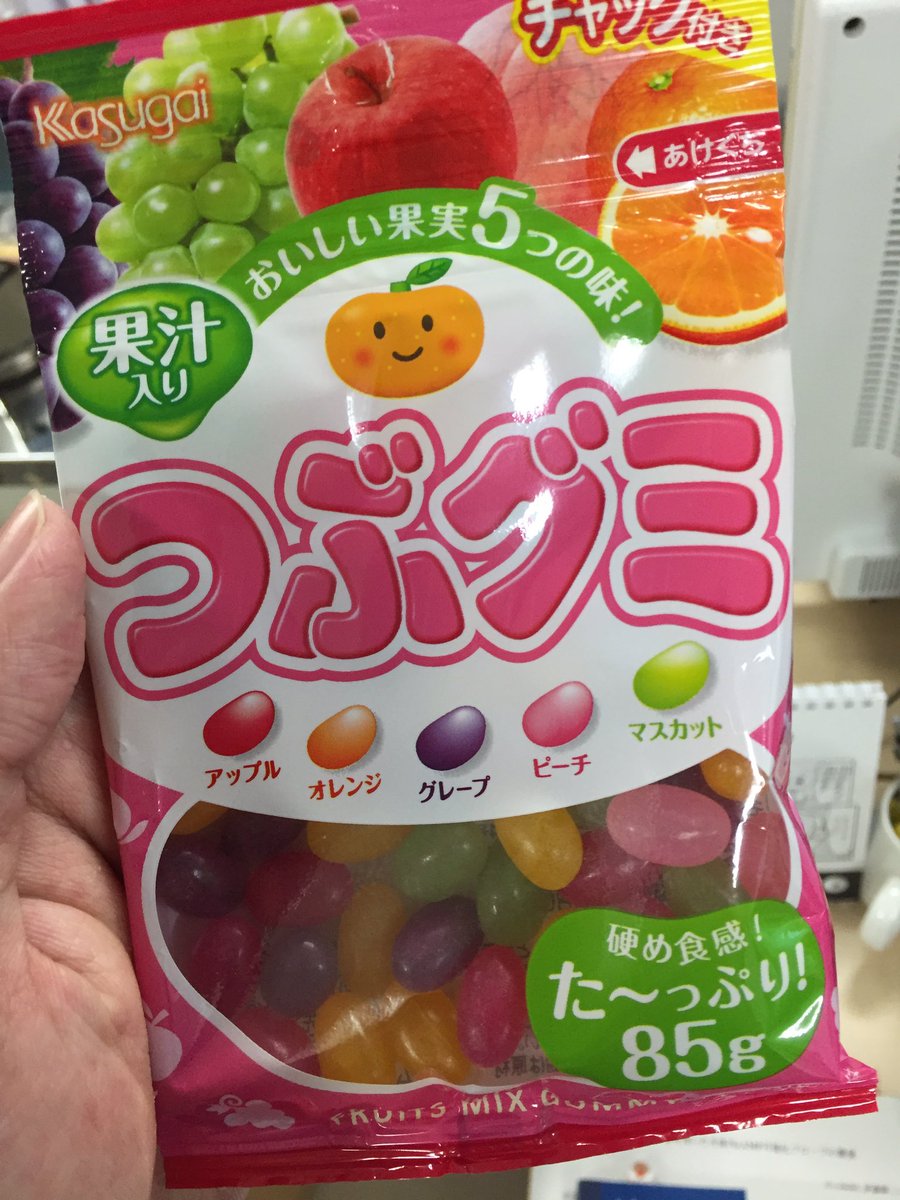 チャック付き
Kasugai
あけくち
おいしい果実5つの味!
果汁
入り
つぶグミ
アップル
オレンジ
グレープ
ピーチ
マスカット
硬め食感!
た〜っぷり!
85g
FRUITS MIX GUMMY